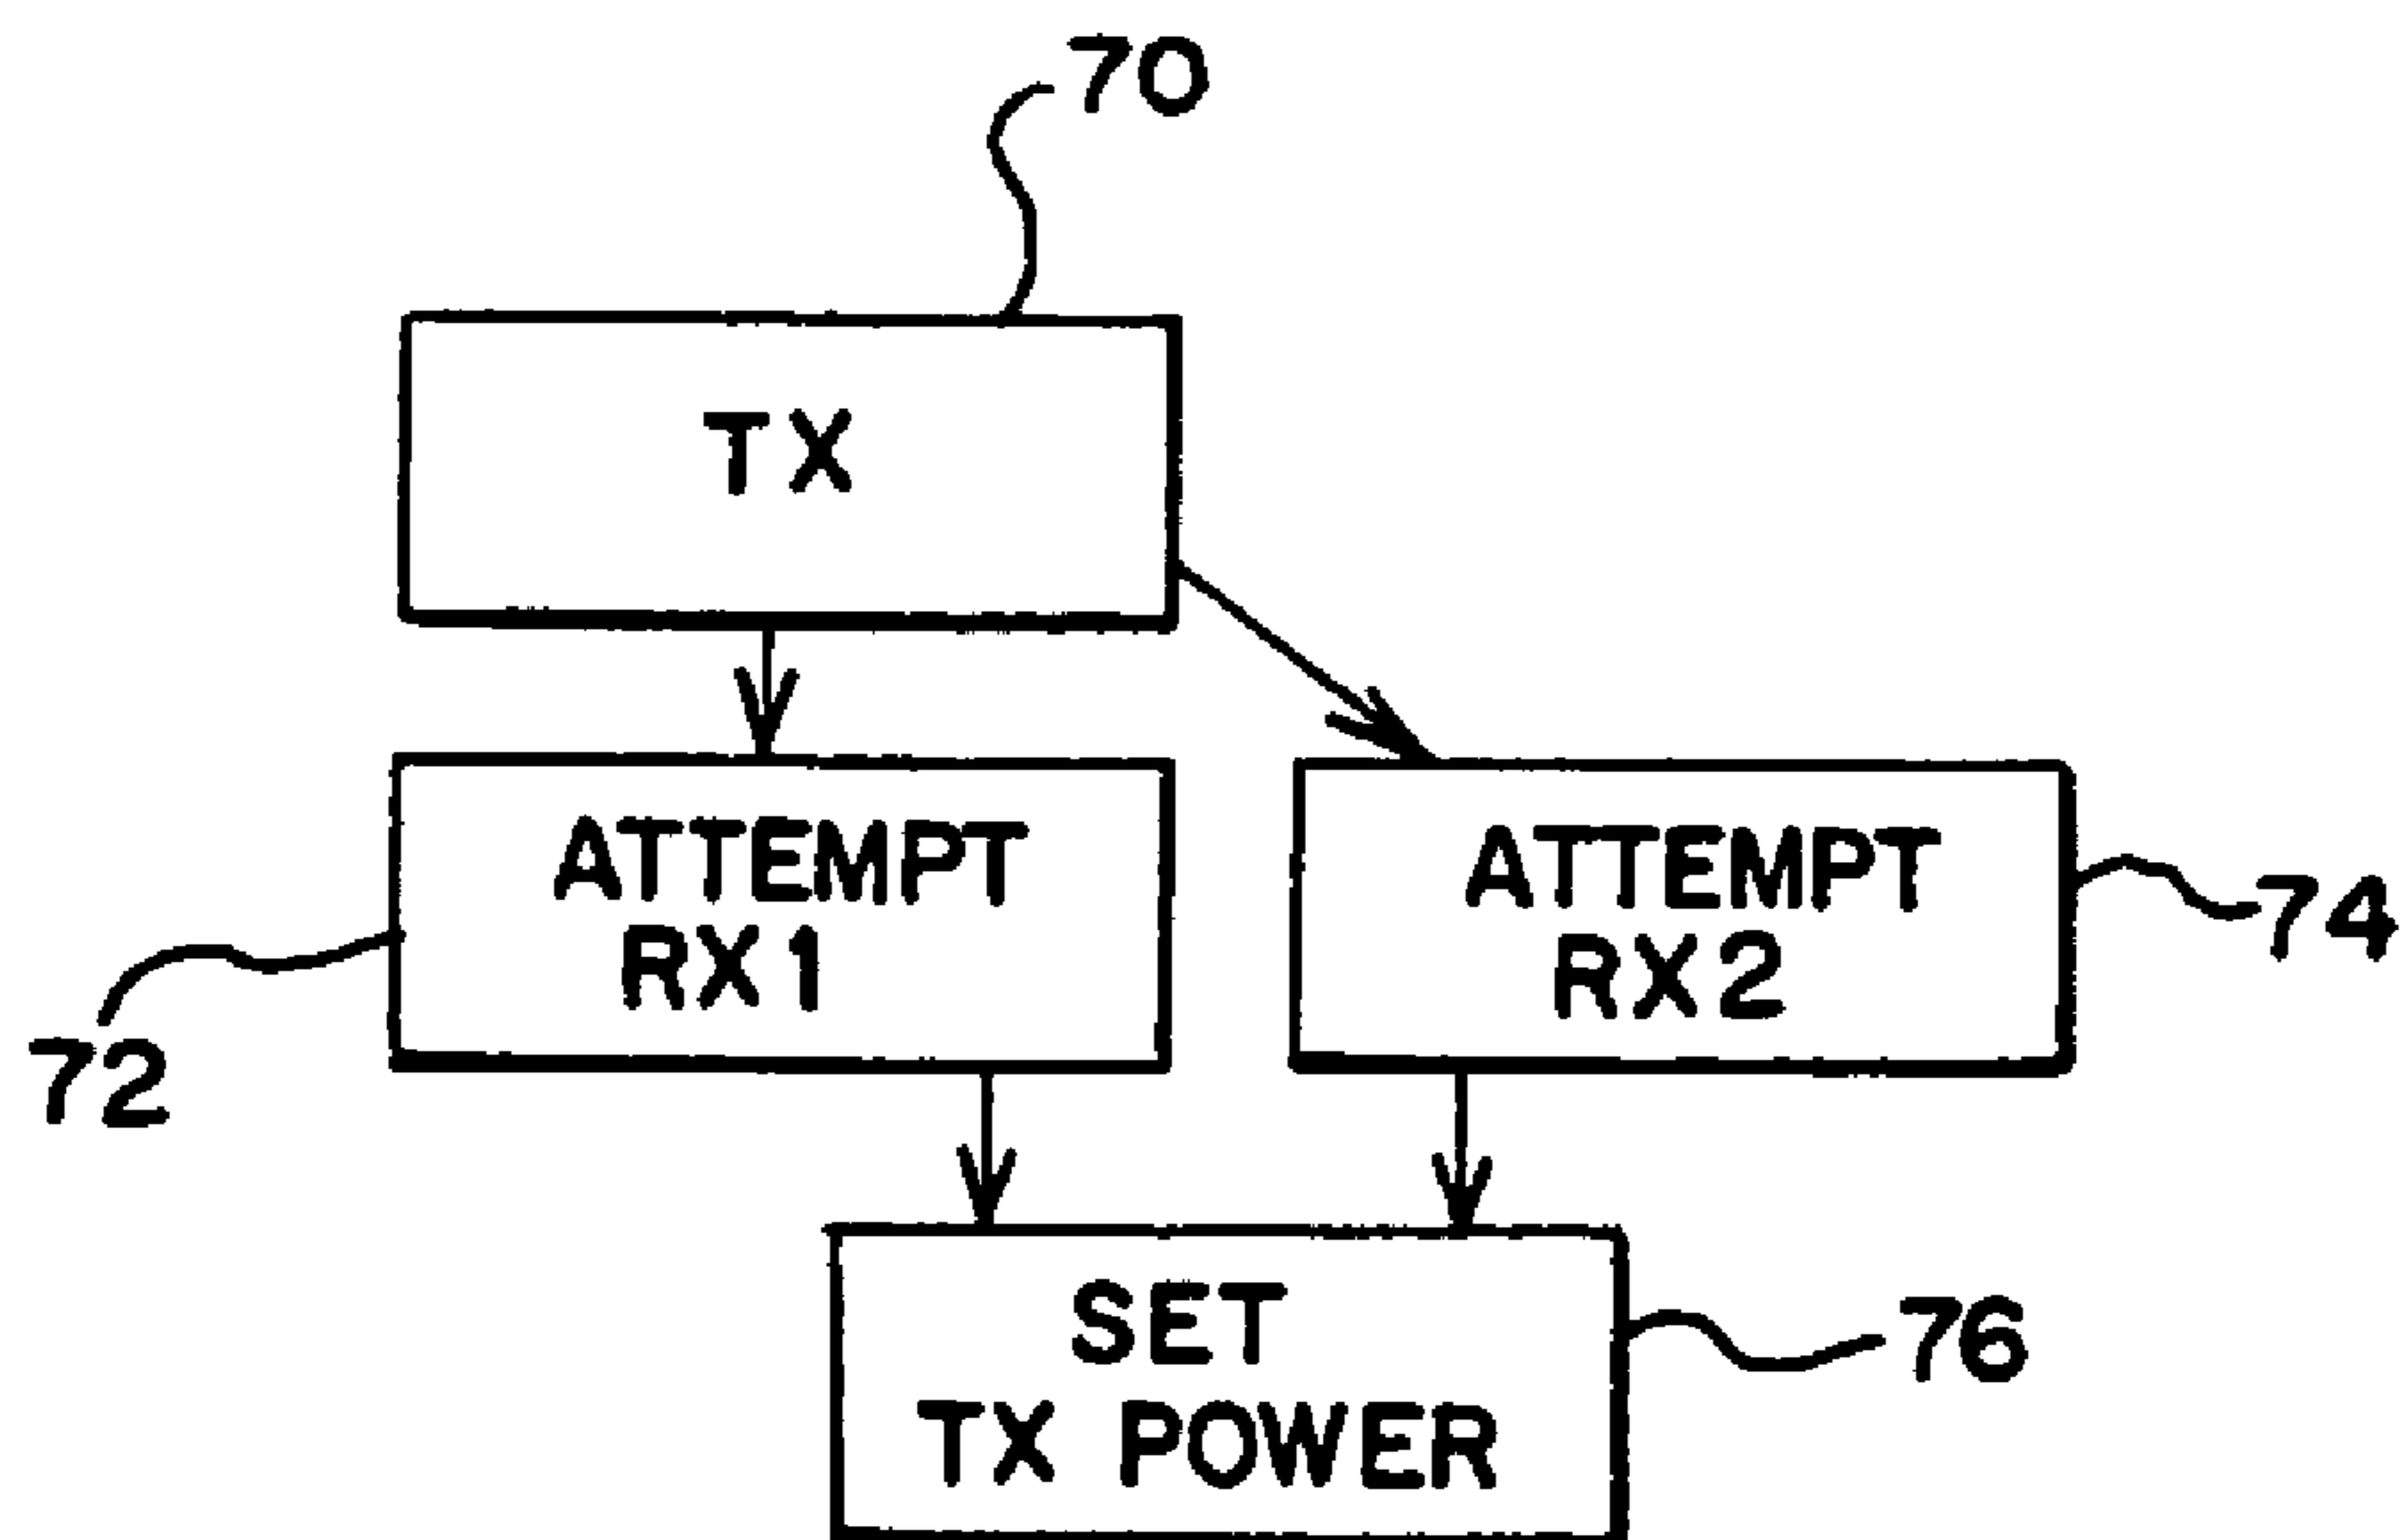 70
TX
ATTEMPT
RX1
ATTEMPT
RX2
74
72
SET
TX POWER
76